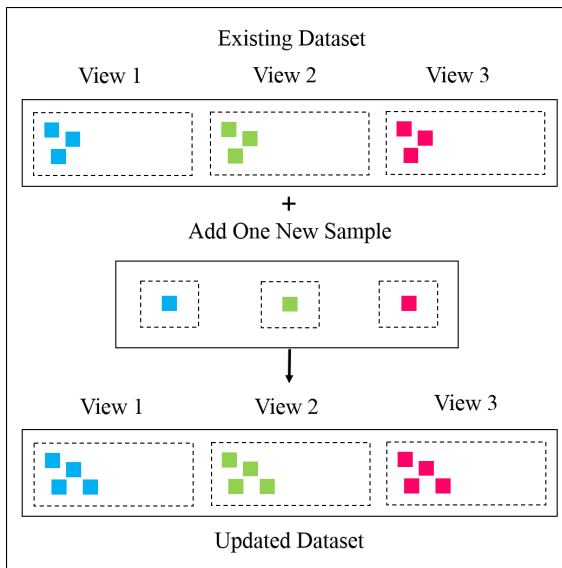 Existing Dataset
View 1 View 2 View 3
+
Add One New Sample
View 1 View 2 View 3
Updated Dataset